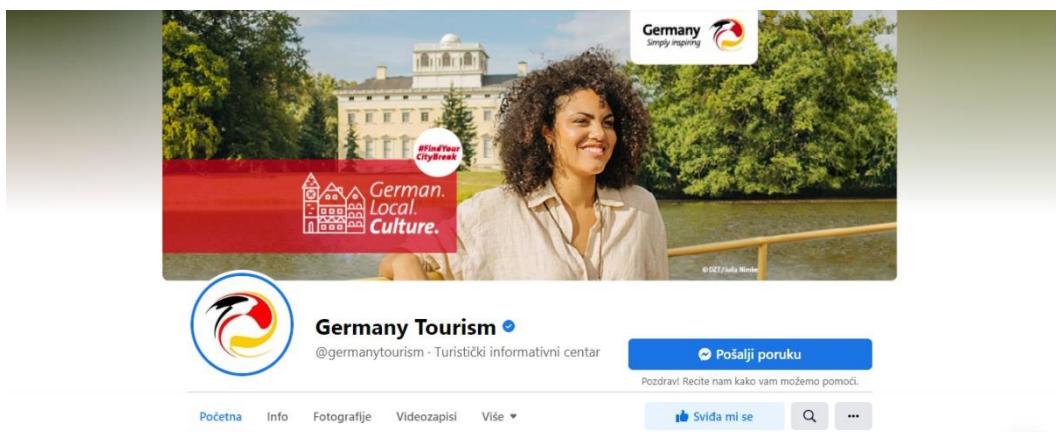 Germany
Simply inspiring
#FindYour
CityBreak
German.
Local.
Culture.
© DZT/Julia Nimke
Germany Tourism
@germanytourism · Turistički informativni centar
Pošalji poruku
Pozdrav! Recite nam kako vam možemo pomoći.
Početna Info Fotografije Videozapisi Više
Sviđa mi se